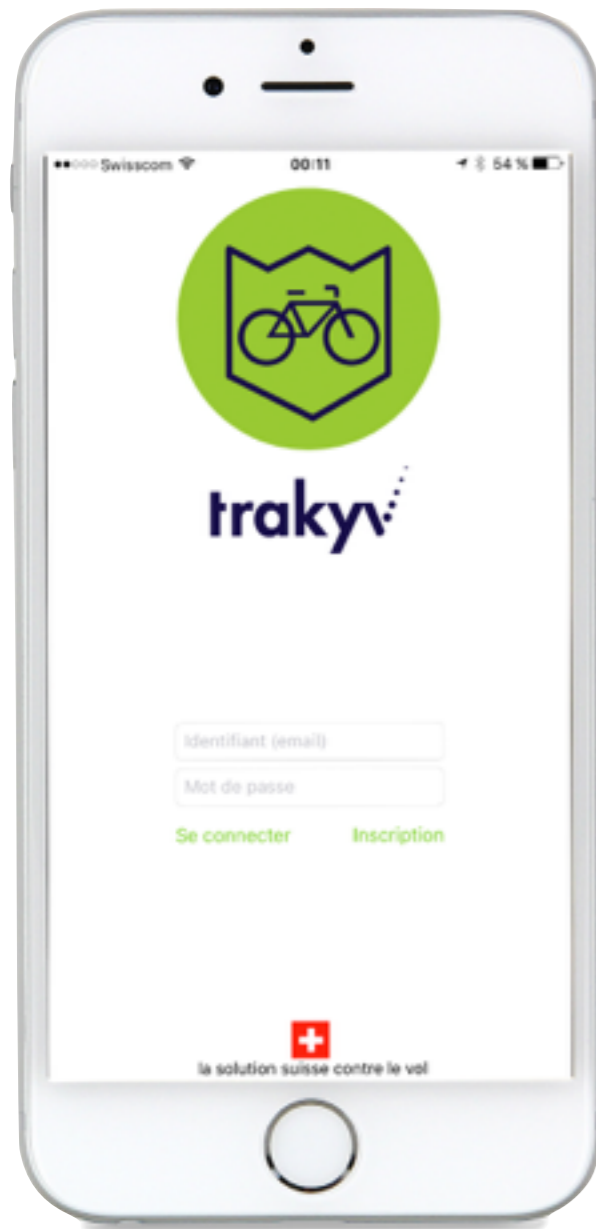 Swisscom 00:11 54 %
trakyv
Identifiant (email)
Mot de passe
Se connecter Inscription
la solution suisse contre le vol